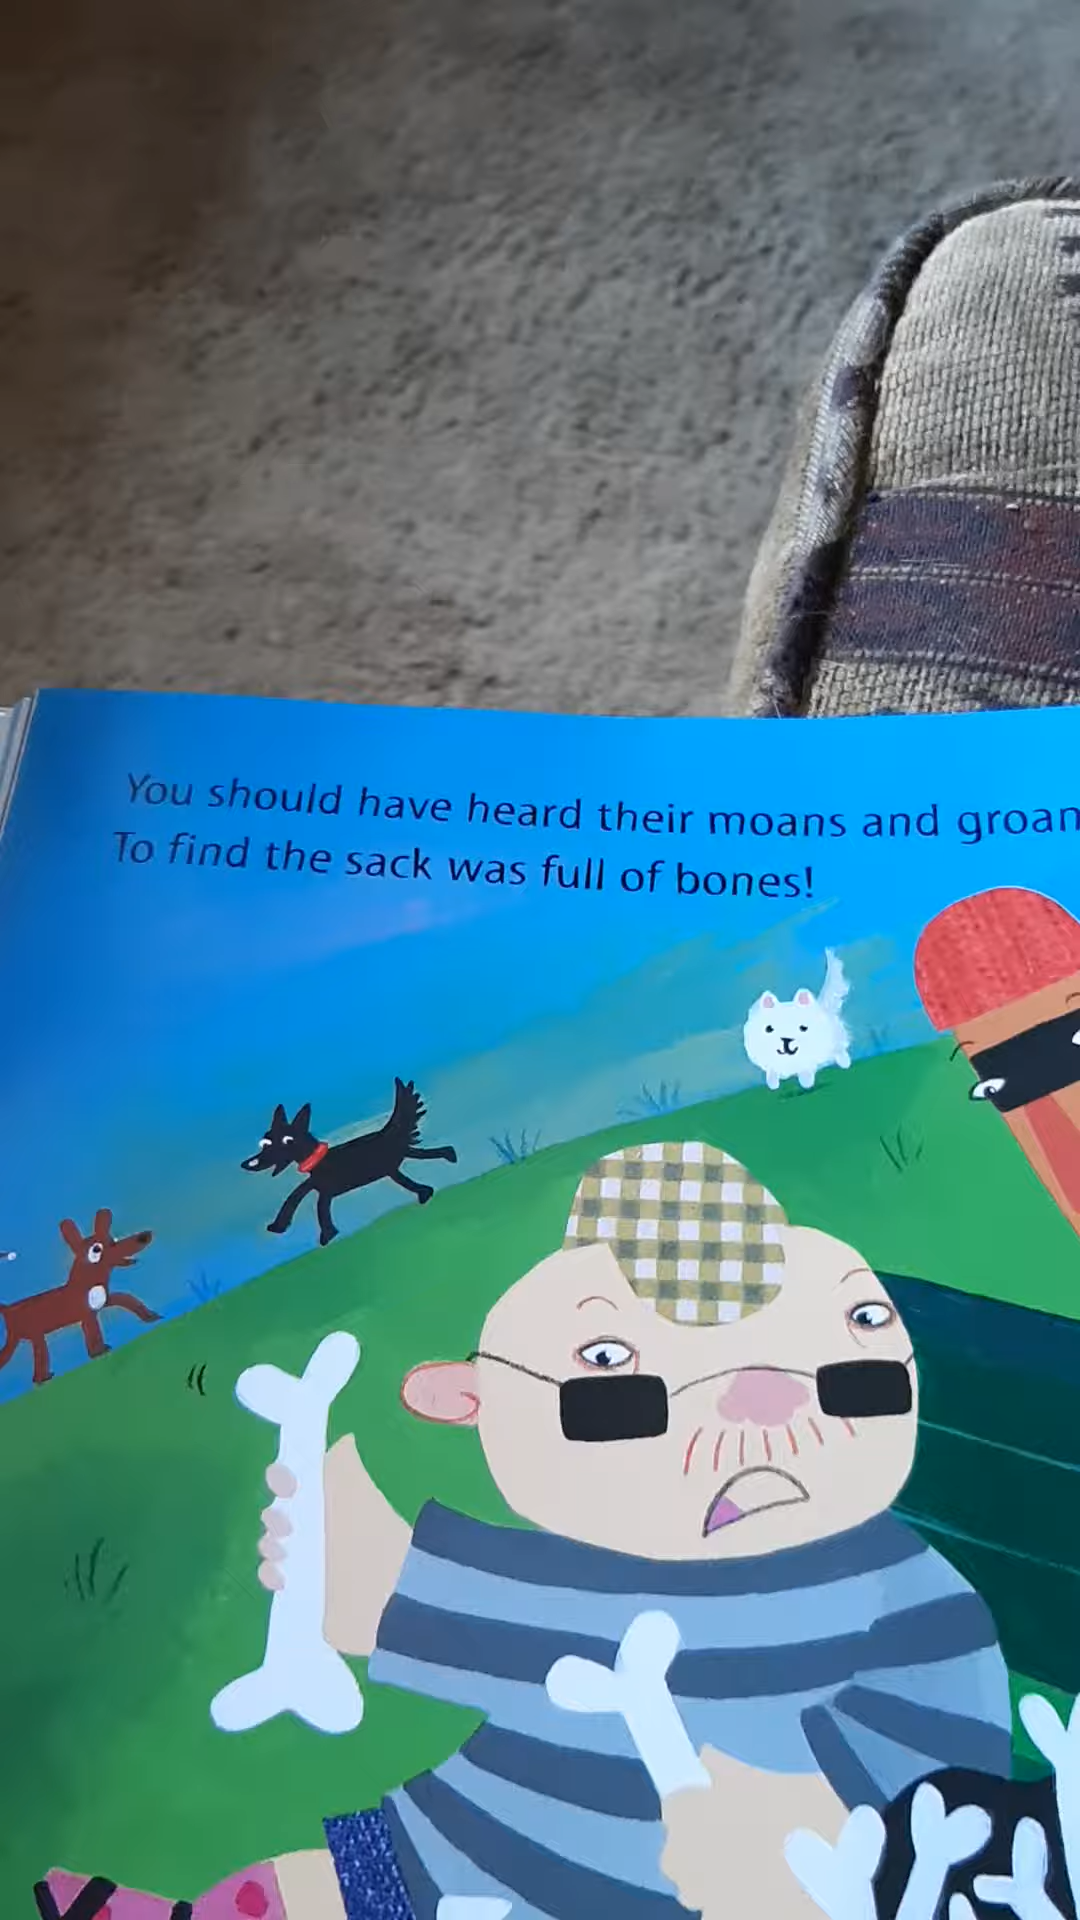 You should have heard their moans and groan
To find the sack was full of bones!